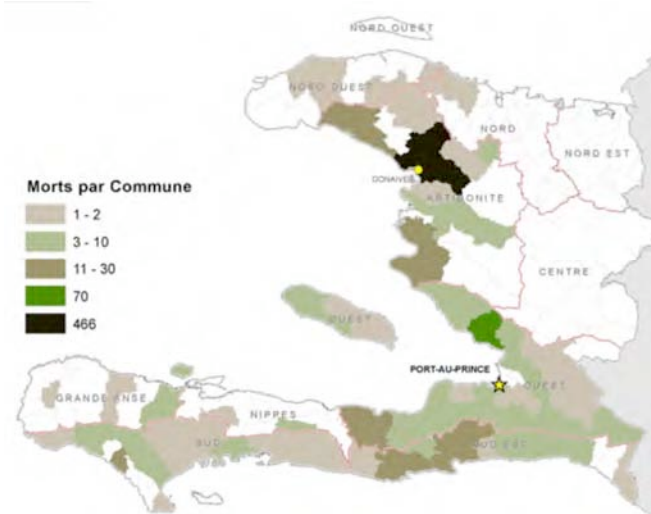 NORD OUEST
NORD OUEST
NORD
NORD EST
GONAIVES
ARTIBONITE
Morts par Commune
1 - 2
3 - 10
11 - 30
70
466
CENTRE
OUEST
PORT-AU-PRINCE
OUEST
GRANDE ANSE
NIPPES
SUD
SUD EST